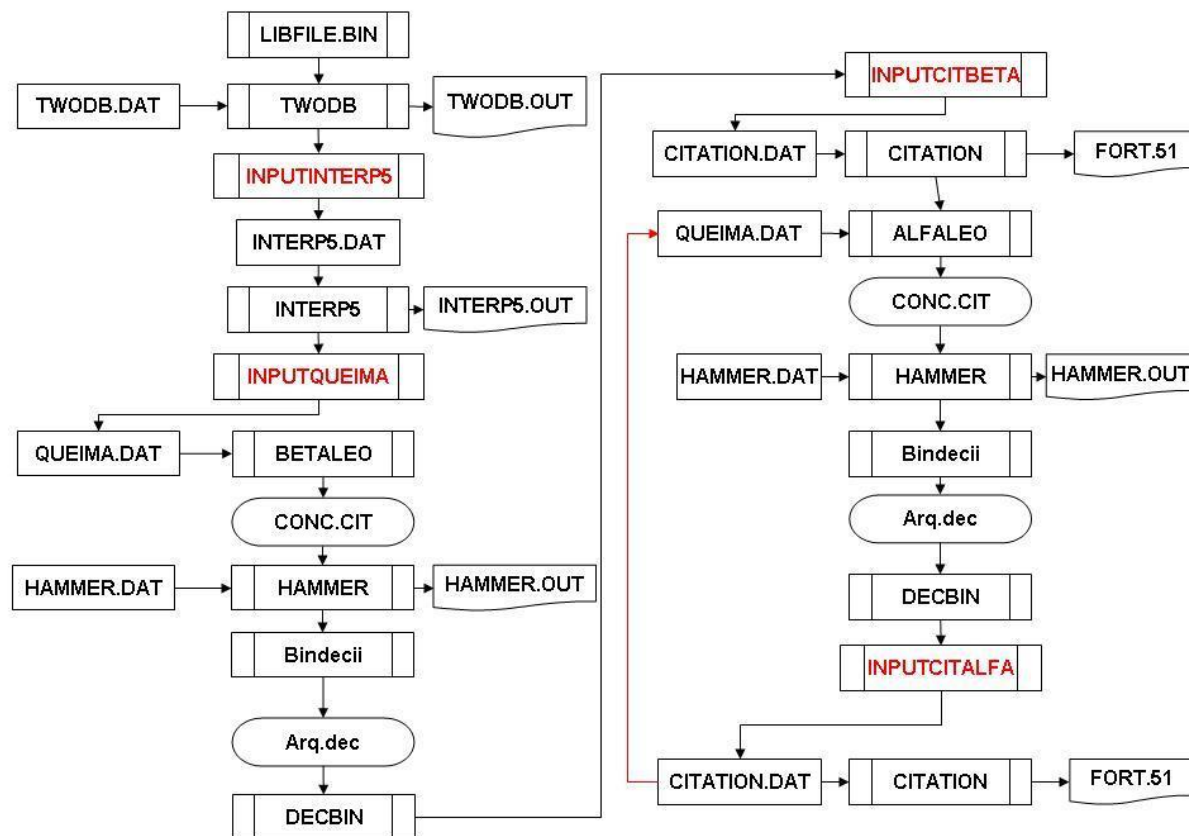 LIBFILE.BIN
TWODB.DAT
TWODB
TWODB.OUT
INPUTINTERP5
INTERP5.DAT
INTERP5
INTERP5.OUT
INPUTQUEIMA
QUEIMA.DAT
BETALEO
CONC.CIT
HAMMER.DAT
HAMMER
HAMMER.OUT
Bindecii
Arq.dec
DECBIN
INPUTCITBETA
CITATION.DAT
CITATION
FORT.51
QUEIMA.DAT
ALFALEO
CONC.CIT
HAMMER.DAT
HAMMER
HAMMER.OUT
Bindecii
Arq.dec
DECBIN
INPUTCITALFA
CITATION.DAT
CITATION
FORT.51